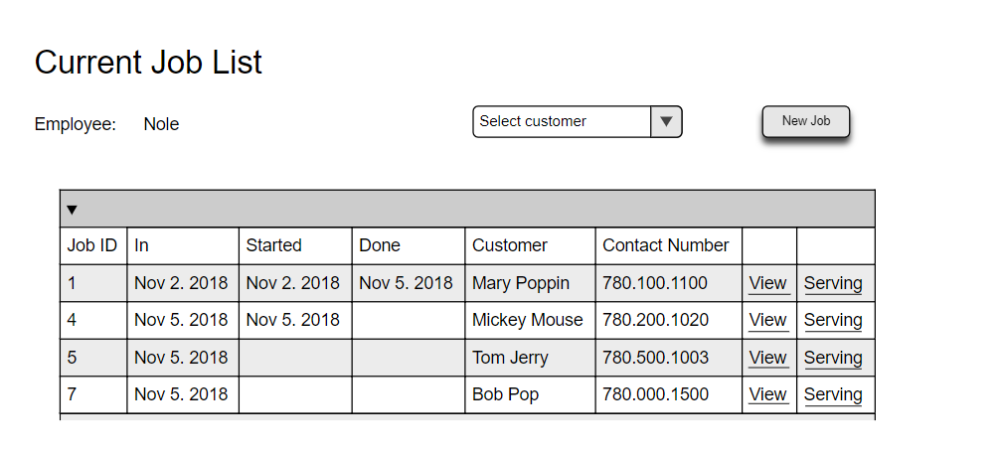 Current Job List
Employee: Nole Select customer New Job
Job ID In Started Done Customer Contact Number
1 Nov 2. 2018 Nov 2. 2018 Nov 5. 2018 Mary Poppin 780.100.1100 View Serving
4 Nov 5. 2018 Nov 5. 2018 Mickey Mouse 780.200.1020 View Serving
5 Nov 5. 2018 Tom Jerry 780.500.1003 View Serving
7 Nov 5. 2018 Bob Pop 780.000.1500 View Serving